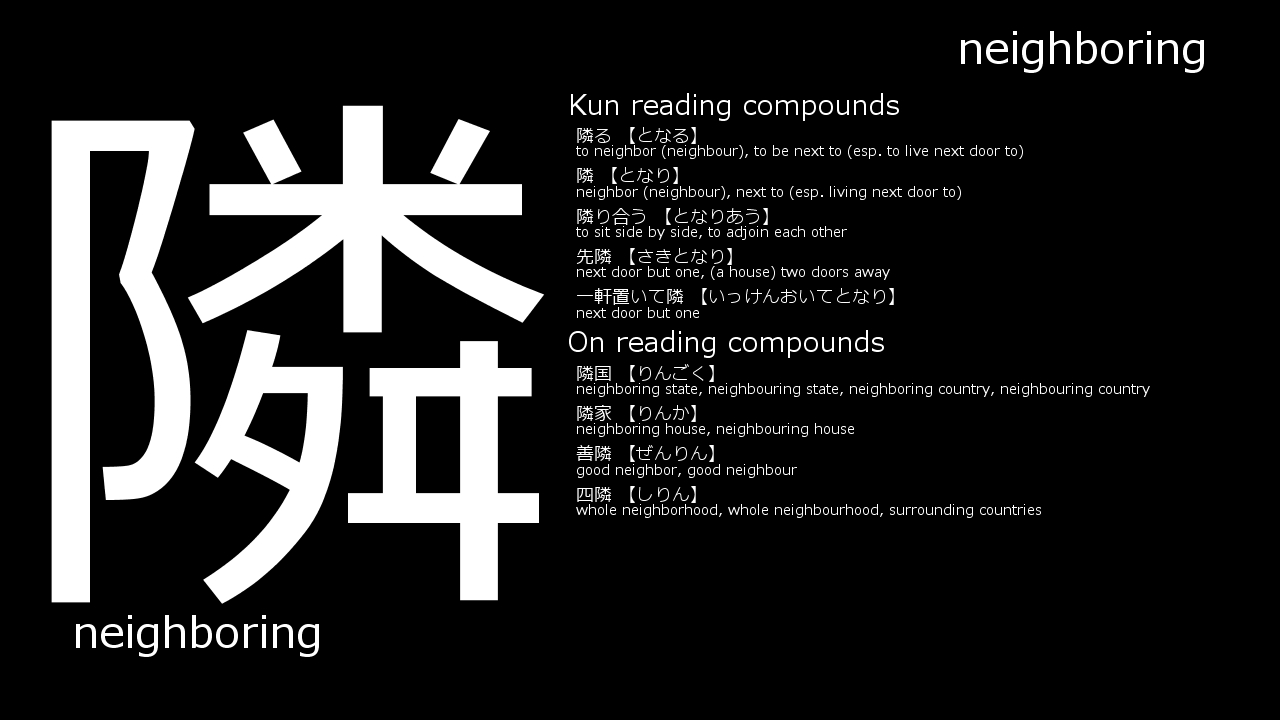 neighboring
隣
neighboring
Kun reading compounds
隣る 【となる】
to neighbor (neighbour), to be next to (esp. to live next door to)
隣 【となり】
neighbor (neighbour), next to (esp. living next door to)
隣り合う 【となりあう】
to sit side by side, to adjoin each other
先隣 【さきとなり】
next door but one, (a house) two doors away
一軒置いて隣 【いっけんおいてとなり】
next door but one
On reading compounds
隣国 【りんごく】
neighboring state, neighbouring state, neighboring country, neighbouring country
隣家 【りんか】
neighboring house, neighbouring house
善隣 【ぜんりん】
good neighbor, good neighbour
四隣 【しりん】
whole neighborhood, whole neighbourhood, surrounding countries